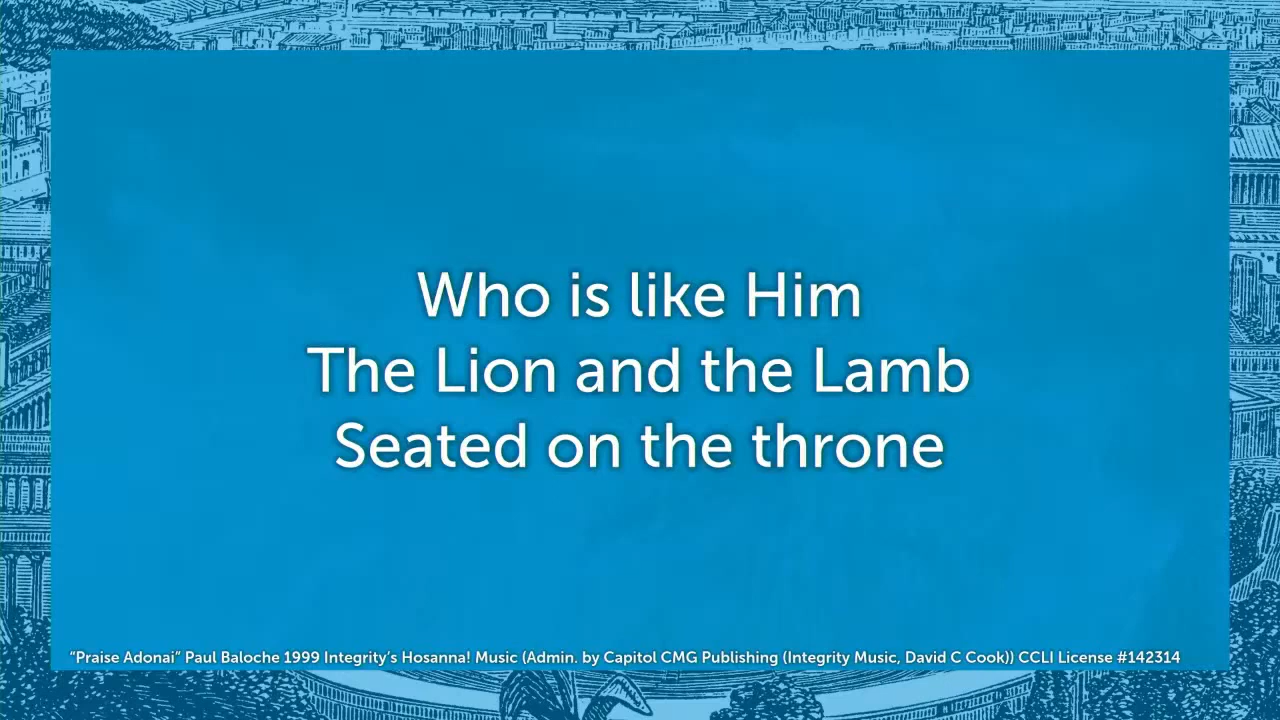 Who is like Him
The Lion and the Lamb
Seated on the throne
“Praise Adonai” Paul Baloche 1999 Integrity’s Hosanna! Music (Admin. by Capitol CMG Publishing (Integrity Music, David C Cook)) CCLI License #142314